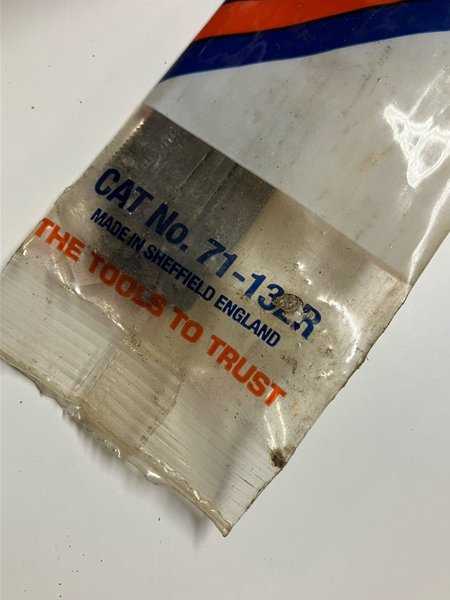 CAT No. 71-132R
MADE IN SHEFFIELD ENGLAND
THE TOOLS TO TRUST